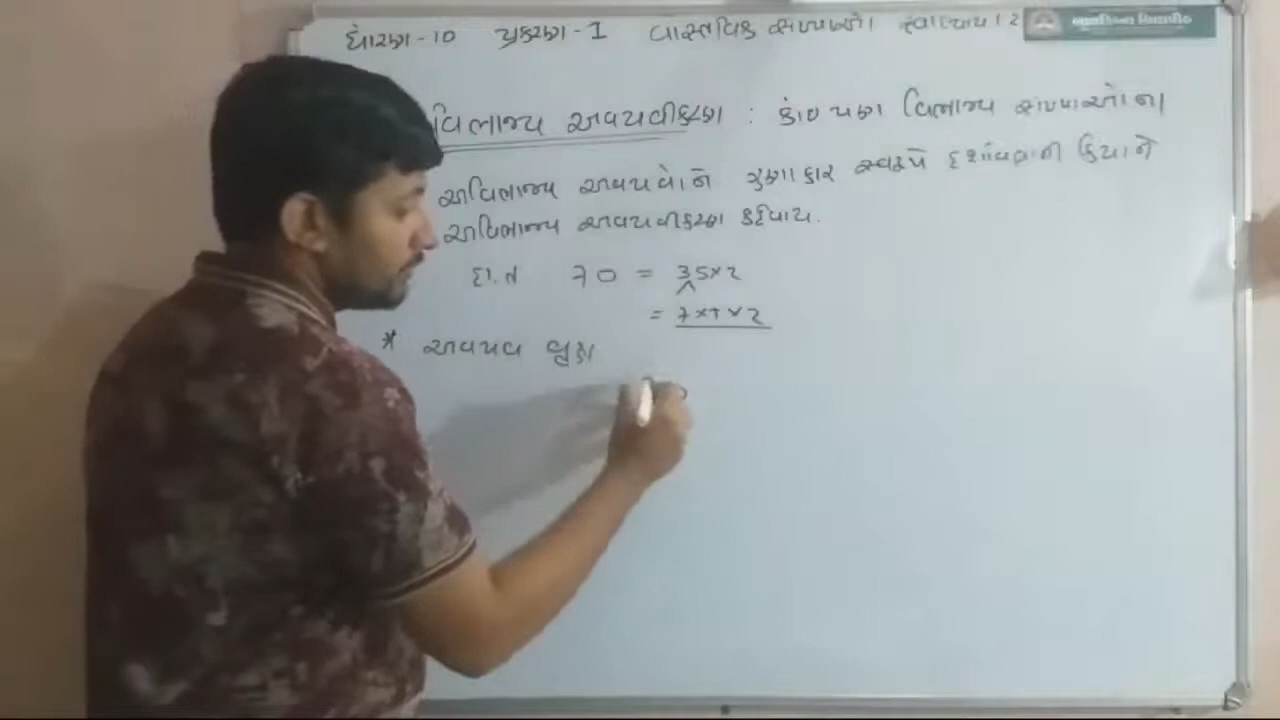 ધોરણ-10 પ્રકરણ-1 વાસ્તવિક સંખ્યાઓ સ્વાધ્યાય 1.2
વિભાજ્ય અવયવીકરણ : કોઇ પણ વિભાજ્ય સંખ્યાઓના
અવિભાજ્ય અવયવોને ગુણાકાર સ્વરૂપે દર્શાવવાની ક્રિયાને
અવિભાજ્ય અવયવીકરણ કહેવાય.
દા.ત 70 = 35×2
= 7×5×2
* અવયવ વૃક્ષ